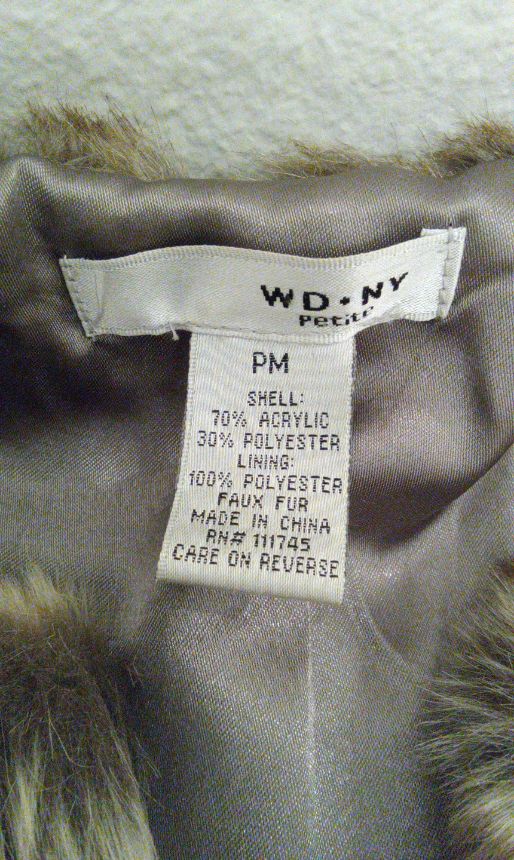 WD•NY
Petite
PM
SHELL:
70% ACRYLIC
30% POLYESTER
LINING:
100% POLYESTER
FAUX FUR
MADE IN CHINA
RN# 111745
CARE ON REVERSE